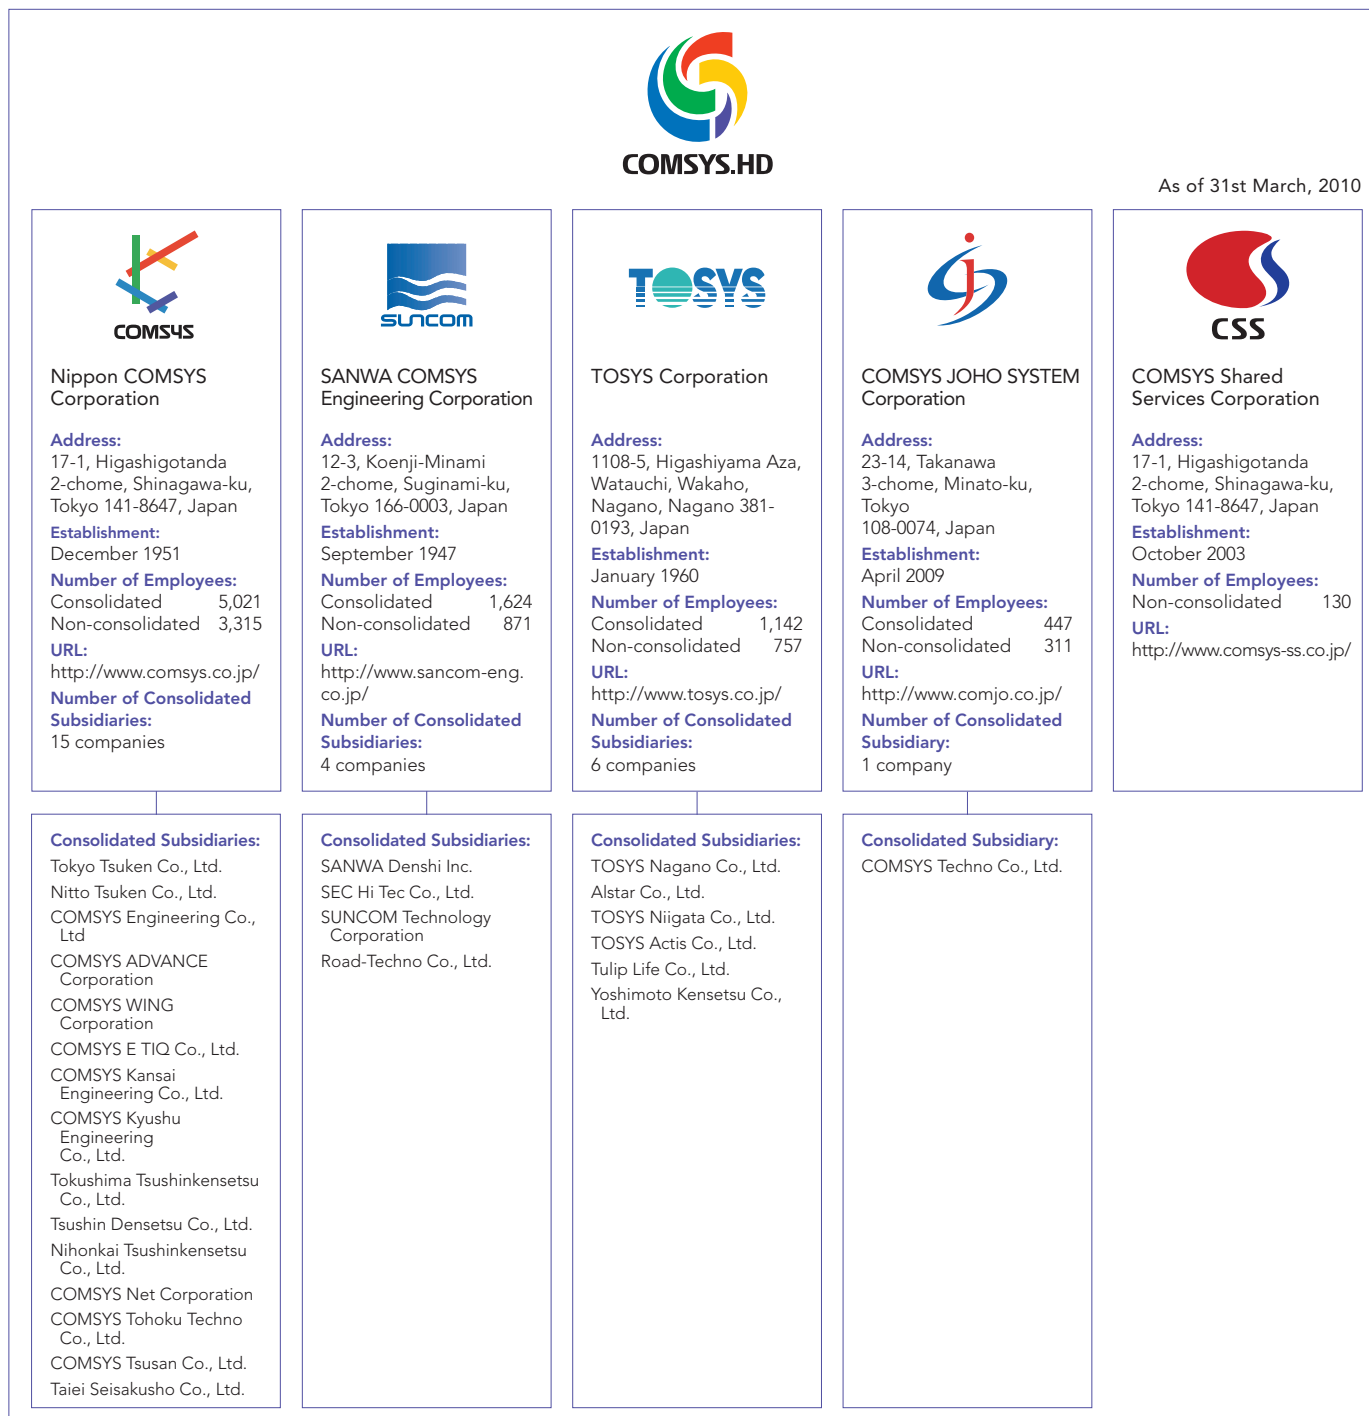 COMSYS.HD
As of 31st March, 2010
COMSYS
Nippon COMSYS
Corporation
Address:
17-1, Higashigotanda
2-chome, Shinagawa-ku,
Tokyo 141-8647, Japan
Establishment:
December 1951
Number of Employees:
Consolidated 5,021
Non-consolidated 3,315
URL:
http://www.comsys.co.jp/
Number of Consolidated
Subsidiaries:
15 companies
Consolidated Subsidiaries:
Tokyo Tsuken Co., Ltd.
Nitto Tsuken Co., Ltd.
COMSYS Engineering Co.,
Ltd
COMSYS ADVANCE
Corporation
COMSYS WING
Corporation
COMSYS E TIQ Co., Ltd.
COMSYS Kansai
Engineering Co., Ltd.
COMSYS Kyushu
Engineering
Co., Ltd.
Tokushima Tsushinkensetsu
Co., Ltd.
Tsushin Densetsu Co., Ltd.
Nihonkai Tsushinkensetsu
Co., Ltd.
COMSYS Net Corporation
COMSYS Tohoku Techno
Co., Ltd.
COMSYS Tsusan Co., Ltd.
Taiei Seisakusho Co., Ltd.
SUNCOM
SANWA COMSYS
Engineering Corporation
Address:
12-3, Koenji-Minami
2-chome, Suginami-ku,
Tokyo 166-0003, Japan
Establishment:
September 1947
Number of Employees:
Consolidated 1,624
Non-consolidated 871
URL:
http://www.sancom-eng.
co.jp/
Number of Consolidated
Subsidiaries:
4 companies
Consolidated Subsidiaries:
SANWA Denshi Inc.
SEC Hi Tec Co., Ltd.
SUNCOM Technology
Corporation
Road-Techno Co., Ltd.
TOSYS
TOSYS Corporation
Address:
1108-5, Higashiyama Aza,
Watauchi, Wakaho,
Nagano, Nagano 381-
0193, Japan
Establishment:
January 1960
Number of Employees:
Consolidated 1,142
Non-consolidated 757
URL:
http://www.tosys.co.jp/
Number of Consolidated
Subsidiaries:
6 companies
Consolidated Subsidiaries:
TOSYS Nagano Co., Ltd.
Alstar Co., Ltd.
TOSYS Niigata Co., Ltd.
TOSYS Actis Co., Ltd.
Tulip Life Co., Ltd.
Yoshimoto Kensetsu Co.,
Ltd.
COMSYS JOHO SYSTEM
Corporation
Address:
23-14, Takanawa
3-chome, Minato-ku,
Tokyo
108-0074, Japan
Establishment:
April 2009
Number of Employees:
Consolidated 447
Non-consolidated 311
URL:
http://www.comjo.co.jp/
Number of Consolidated
Subsidiary:
1 company
Consolidated Subsidiary:
COMSYS Techno Co., Ltd.
CSS
COMSYS Shared
Services Corporation
Address:
17-1, Higashigotanda
2-chome, Shinagawa-ku,
Tokyo 141-8647, Japan
Establishment:
October 2003
Number of Employees:
Non-consolidated 130
URL:
http://www.comsys-ss.co.jp/